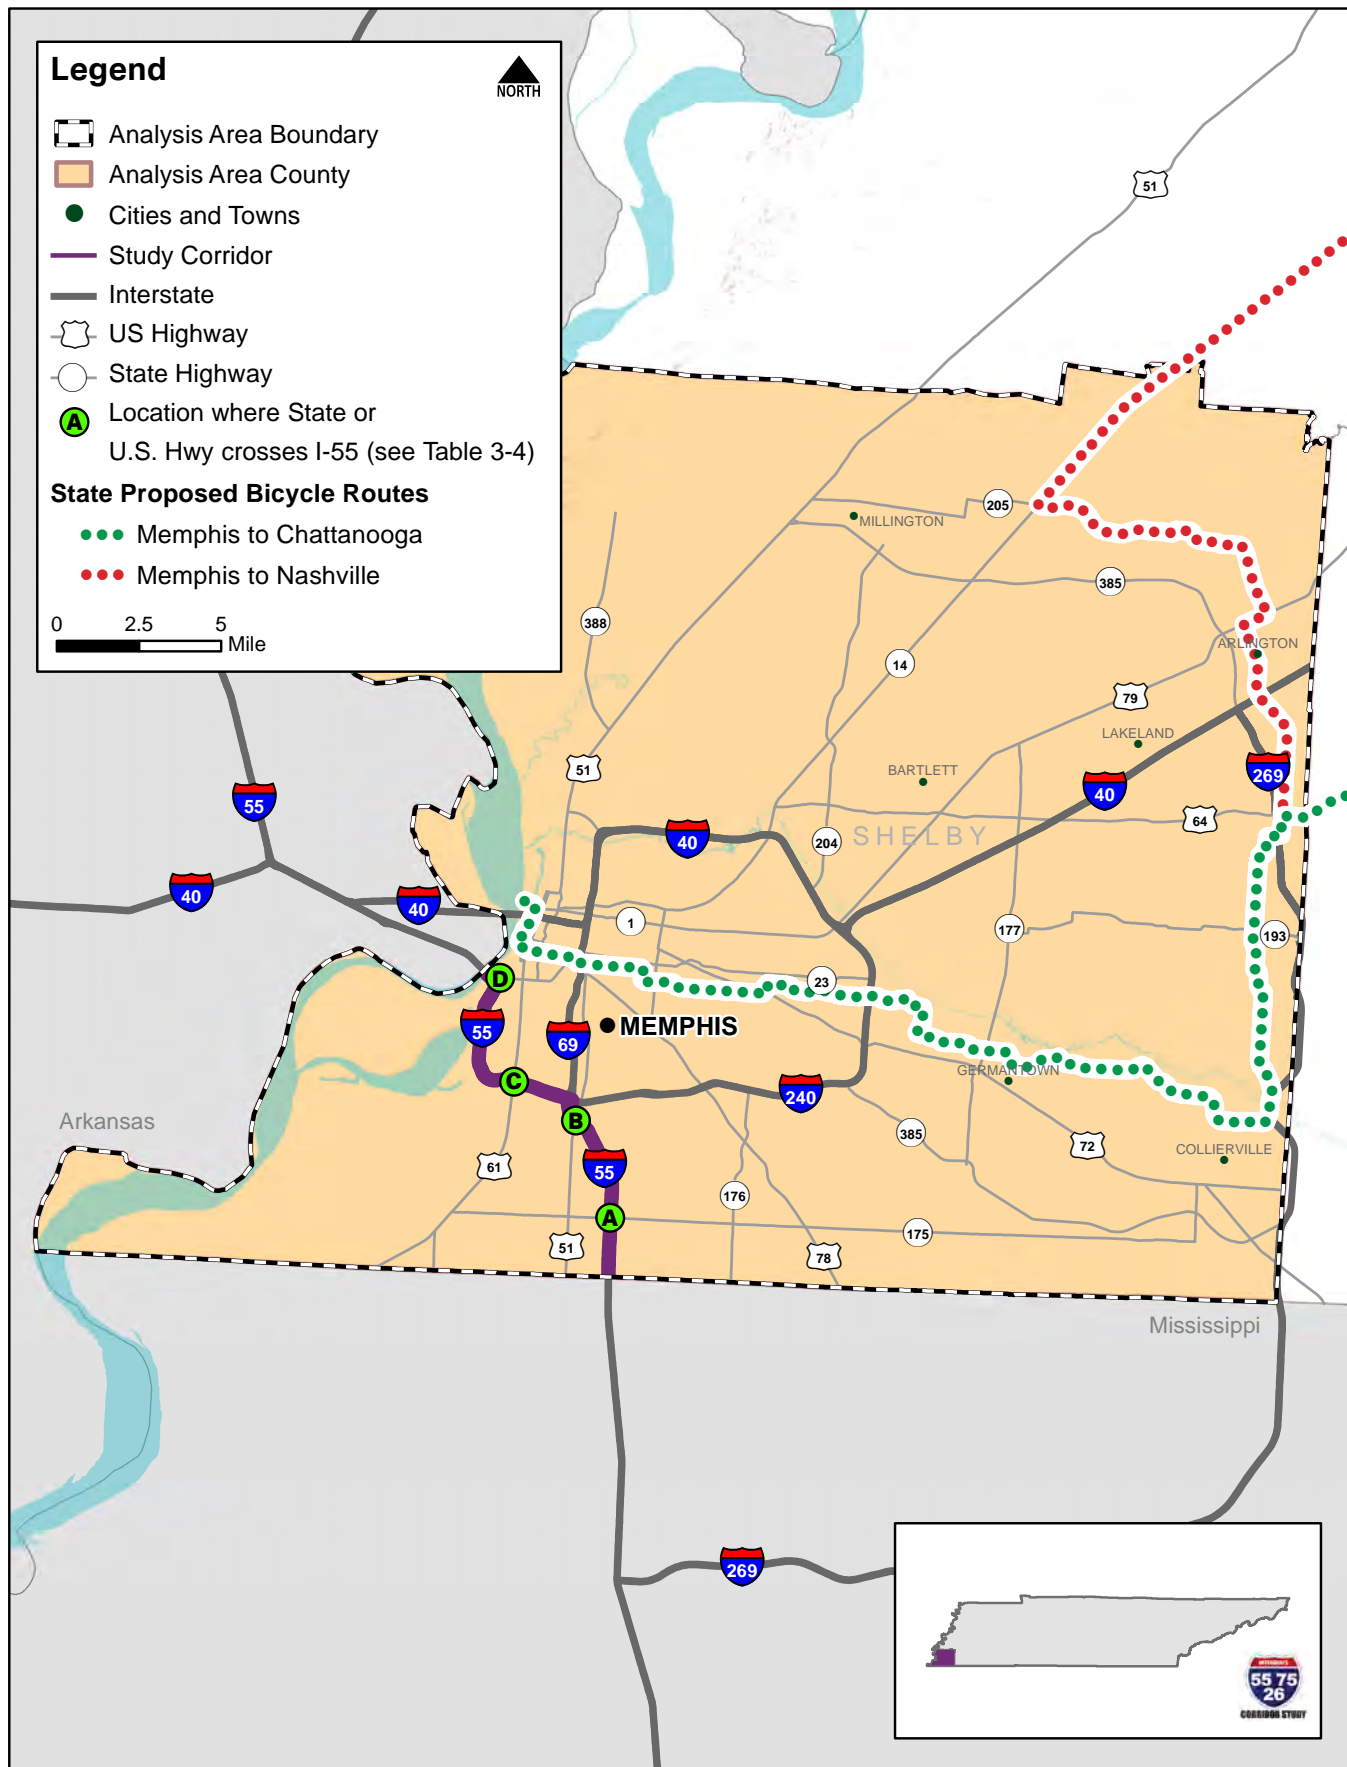 Legend
NORTH
Analysis Area Boundary
Analysis Area County
Cities and Towns
Study Corridor
Interstate
US Highway
State Highway
A
Location where State or
U.S. Hwy crosses I-55 (see Table 3-4)
State Proposed Bicycle Routes
Memphis to Chattanooga
Memphis to Nashville
0 2.5 5
Mile
51
205
MILLINGTON
385
388
14
ARLINGTON
79
LAKELAND
51
BARTLETT
269
55
40
64
SHELBY
40
204
40
40
1
177
193
D
23
55
MEMPHIS
69
GERMANTOWN
C
240
B
Arkansas
385
72
COLLIERVILLE
61
55
176
A
175
51
78
Mississippi
269
INTERSTATE
55 75
26
CORRIDOR STUDY